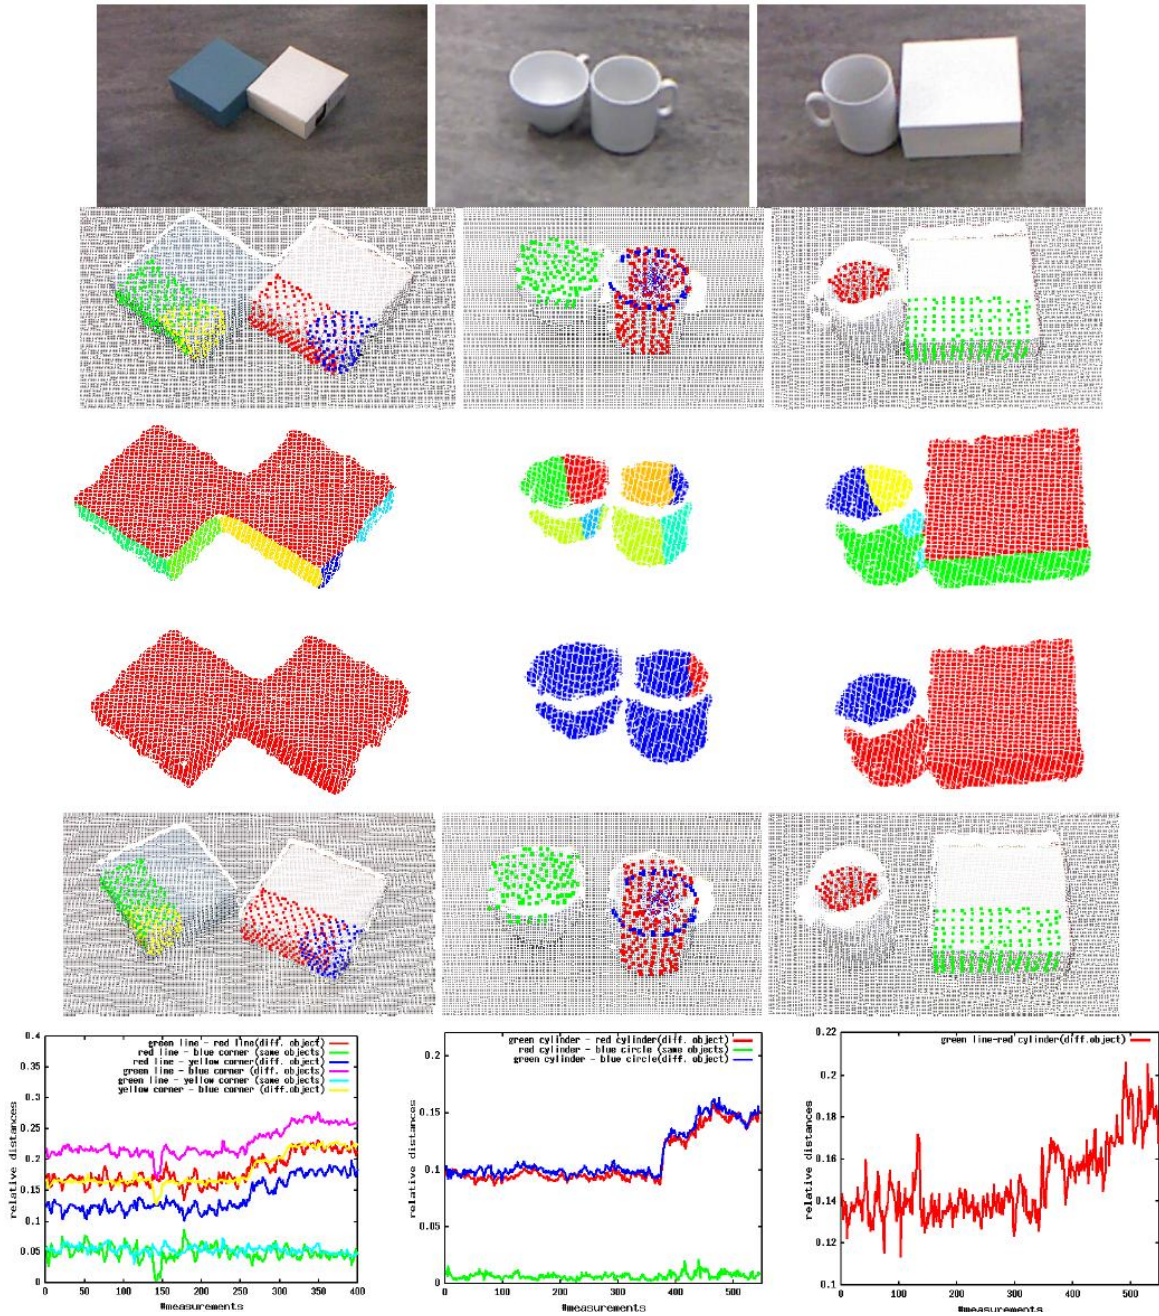 0.4
0.35
0.3
0.25
0.2
0.15
0.1
0.05
0
relative distances
green line - red line(diff. object)
red line - blue corner (same objects)
red line - yellow corner(diff. object)
green line - blue corner (diff. objects)
green line - yellow corner (same objects)
yellow corner - blue corner (diff.object)
0 50 100 150 200 250 300 350 400
#measurements
0.2
0.15
0.1
0.05
0
relative distances
green cylinder - red cylinder(diff. object)
red cylinder - blue circle (same objects)
green cylinder - blue circle(diff. object)
0 100 200 300 400 500
#measurements
0.22
0.2
0.18
0.16
0.14
0.12
0.1
relative distances
green line-red cylinder(diff.object)
0 100 200 300 400 500
#measurements